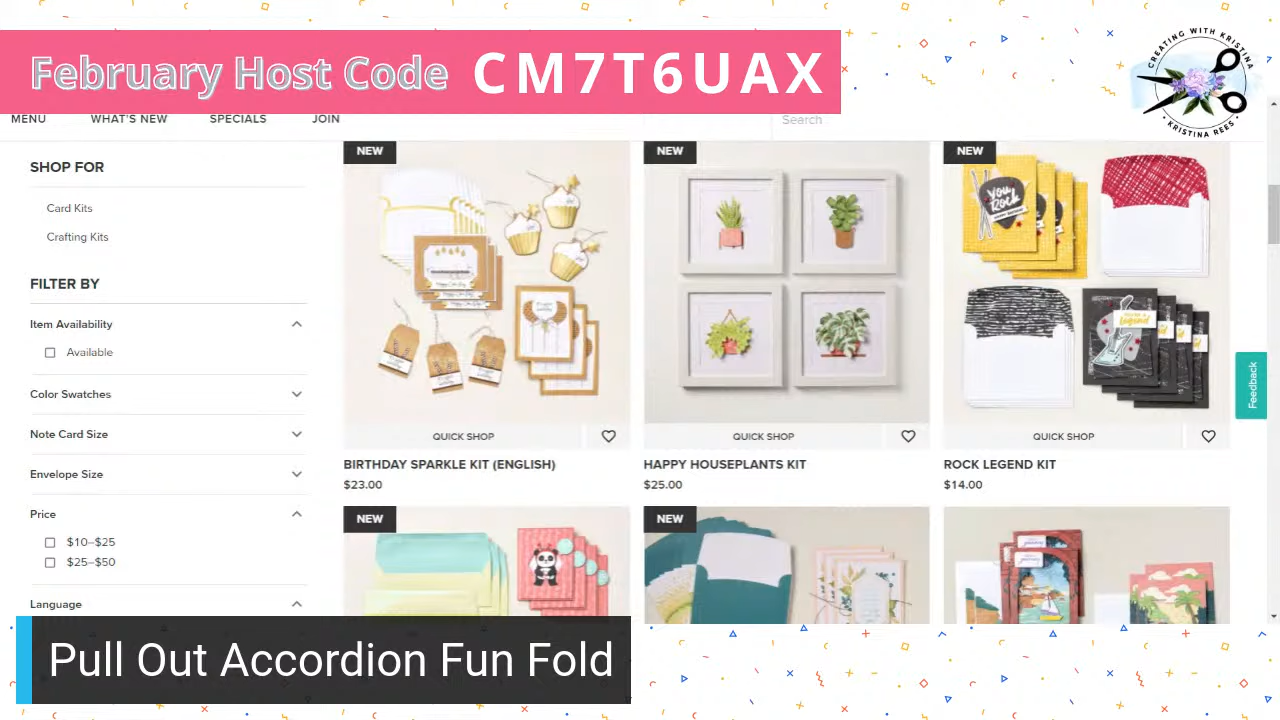 February Host Code CM7T6UAX
CREATING WITH KRISTINA
KRISTINA REES
MENU WHAT'S NEW SPECIALS JOIN Search
SHOP FOR
Card Kits
Crafting Kits
FILTER BY
Item Availability
Available
Color Swatches
Note Card Size
Envelope Size
Price
$10–$25
$25–$50
Language
NEW NEW NEW
You Rock
legend
QUICK SHOP QUICK SHOP QUICK SHOP
BIRTHDAY SPARKLE KIT (ENGLISH) HAPPY HOUSEPLANTS KIT ROCK LEGEND KIT
$23.00 $25.00 $14.00
NEW NEW
Feedback
Pull Out Accordion Fun Fold